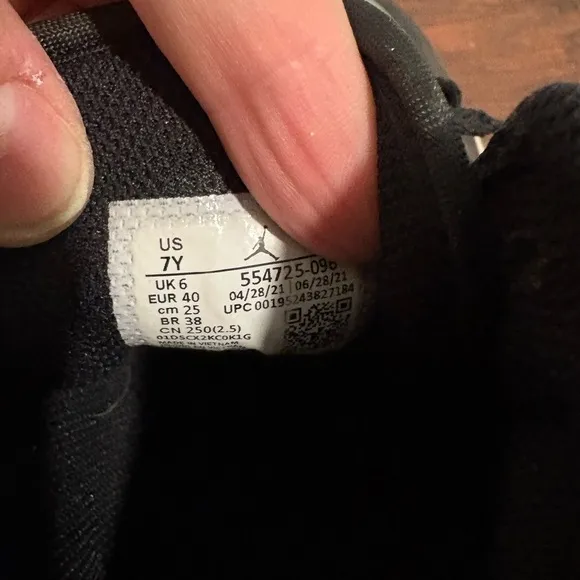 US
7Y
UK 6
EUR 40
cm 25
BR 38
CN 250(2.5)
01DSCX2KC0K1G
MADE IN VIETNAM
554725-096
04/28/21 | 06/28/21
UPC 00195243827184